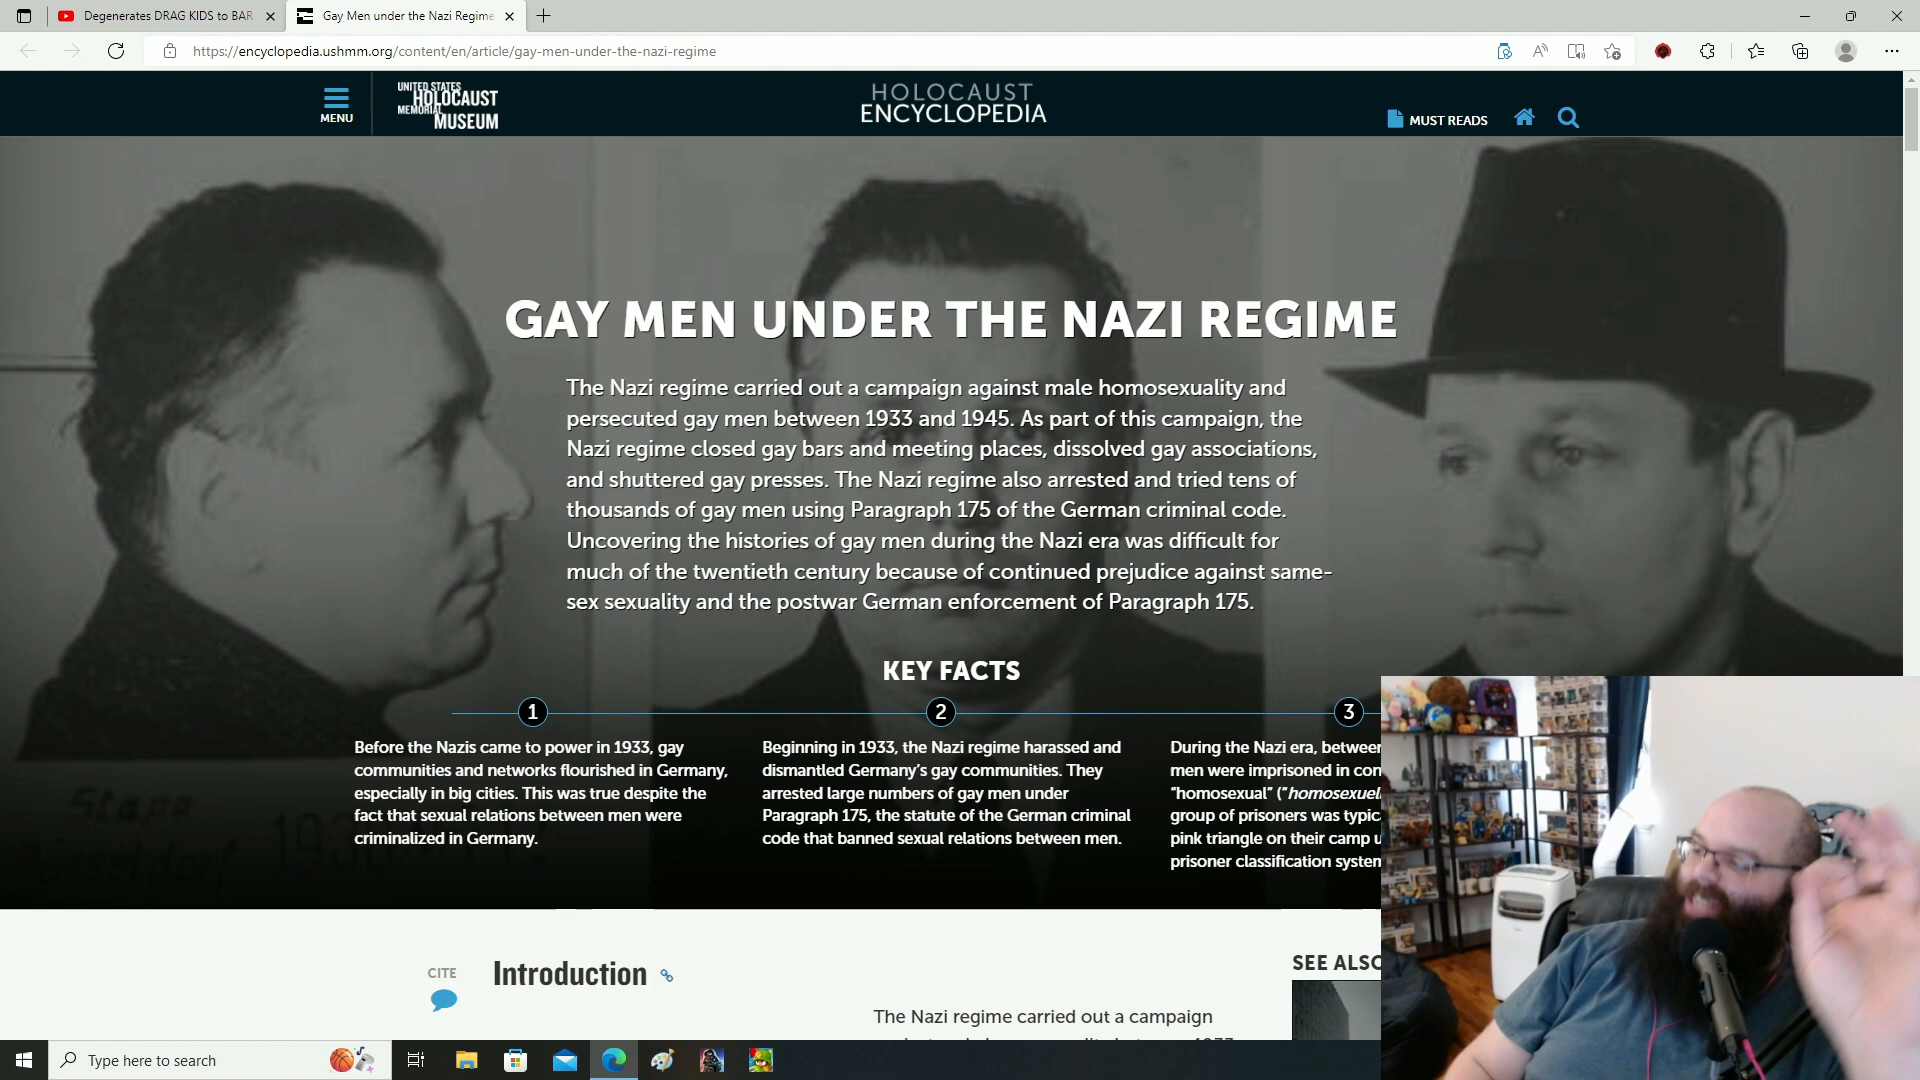 Degenerates DRAG KIDS to BAR
Gay Men under the Nazi Regime
https://encyclopedia.ushmm.org/content/en/article/gay-men-under-the-nazi-regime
MENU
UNITED STATES
HOLOCAUST
MEMORIAL
MUSEUM
HOLOCAUST
ENCYCLOPEDIA
MUST READS
GAY MEN UNDER THE NAZI REGIME
The Nazi regime carried out a campaign against male homosexuality and
persecuted gay men between 1933 and 1945. As part of this campaign, the
Nazi regime closed gay bars and meeting places, dissolved gay associations,
and shuttered gay presses. The Nazi regime also arrested and tried tens of
thousands of gay men using Paragraph 175 of the German criminal code.
Uncovering the histories of gay men during the Nazi era was difficult for
much of the twentieth century because of continued prejudice against same-
sex sexuality and the postwar German enforcement of Paragraph 175.
KEY FACTS
1
Before the Nazis came to power in 1933, gay
communities and networks flourished in Germany,
especially in big cities. This was true despite the
fact that sexual relations between men were
criminalized in Germany.
2
Beginning in 1933, the Nazi regime harassed and
dismantled Germany's gay communities. They
arrested large numbers of gay men under
Paragraph 175, the statute of the German criminal
code that banned sexual relations between men.
3
During the Nazi era, between
men were imprisoned in con
"homosexual" ("homosexuell
group of prisoners was typic
pink triangle on their camp u
prisoner classification system
Stapo
CITE
Introduction
SEE ALSO
The Nazi regime carried out a campaign
Type here to search